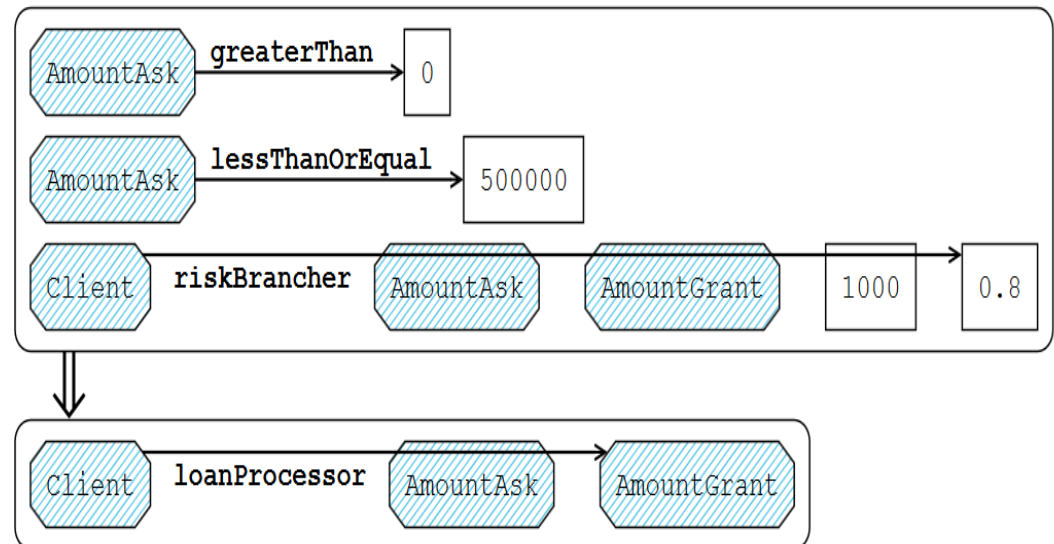 AmountAsk greaterThan 0
AmountAsk lessThanOrEqual 500000
Client riskBrancher AmountAsk AmountGrant 1000 0.8
Client loanProcessor AmountAsk AmountGrant